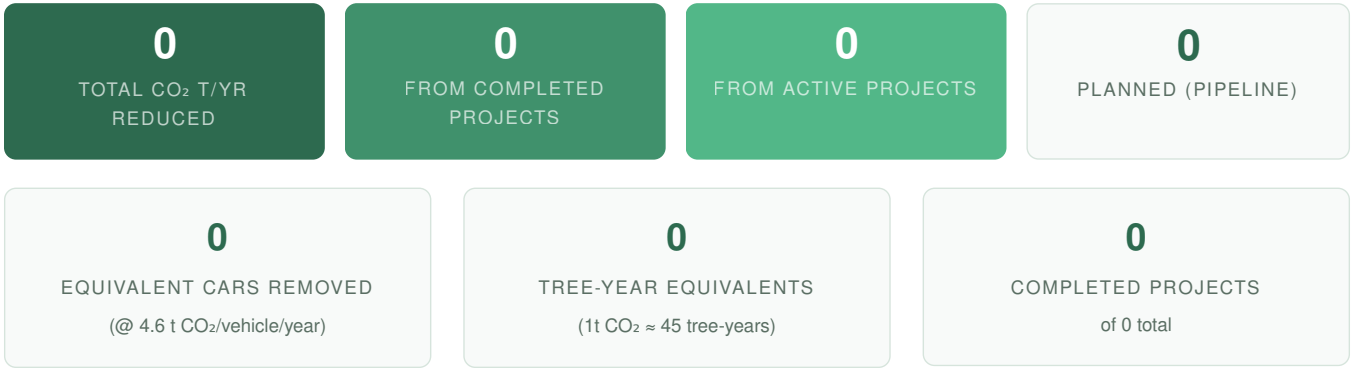 0
TOTAL CO₂ T/YR
REDUCED
0
FROM COMPLETED
PROJECTS
0
FROM ACTIVE PROJECTS
0
PLANNED (PIPELINE)
0
EQUIVALENT CARS REMOVED
(@ 4.6 t CO₂/vehicle/year)
0
TREE-YEAR EQUIVALENTS
(1t CO₂ ≈ 45 tree-years)
0
COMPLETED PROJECTS
of 0 total